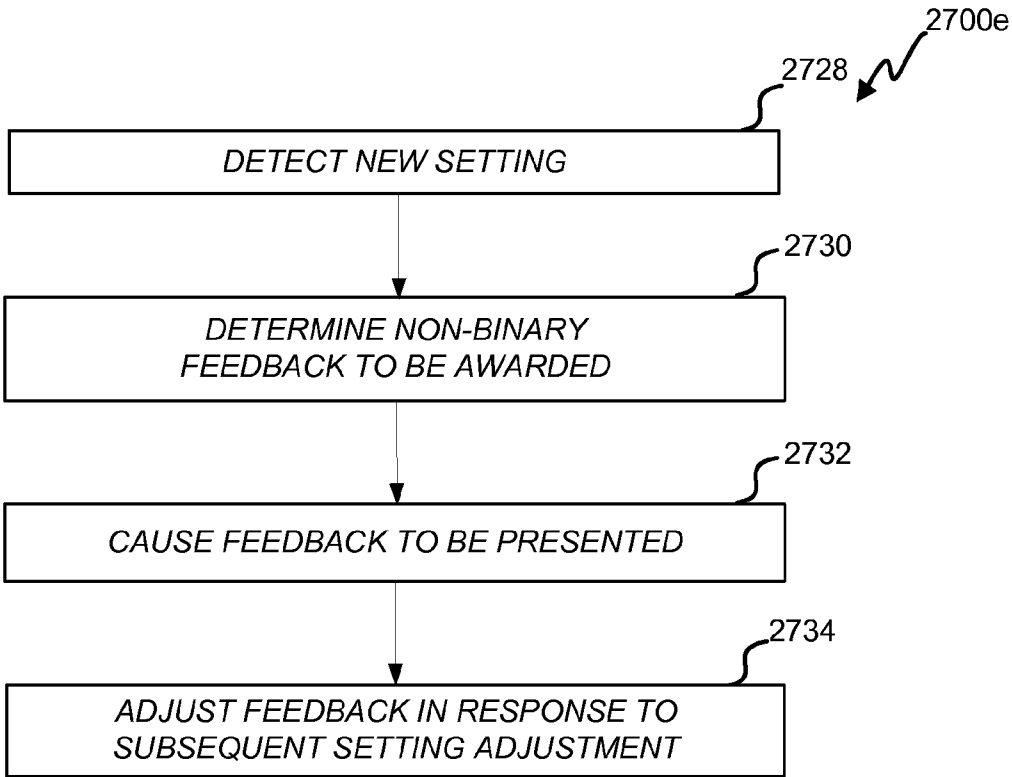 2700e
2728
DETECT NEW SETTING
2730
DETERMINE NON-BINARY
FEEDBACK TO BE AWARDED
2732
CAUSE FEEDBACK TO BE PRESENTED
2734
ADJUST FEEDBACK IN RESPONSE TO
SUBSEQUENT SETTING ADJUSTMENT